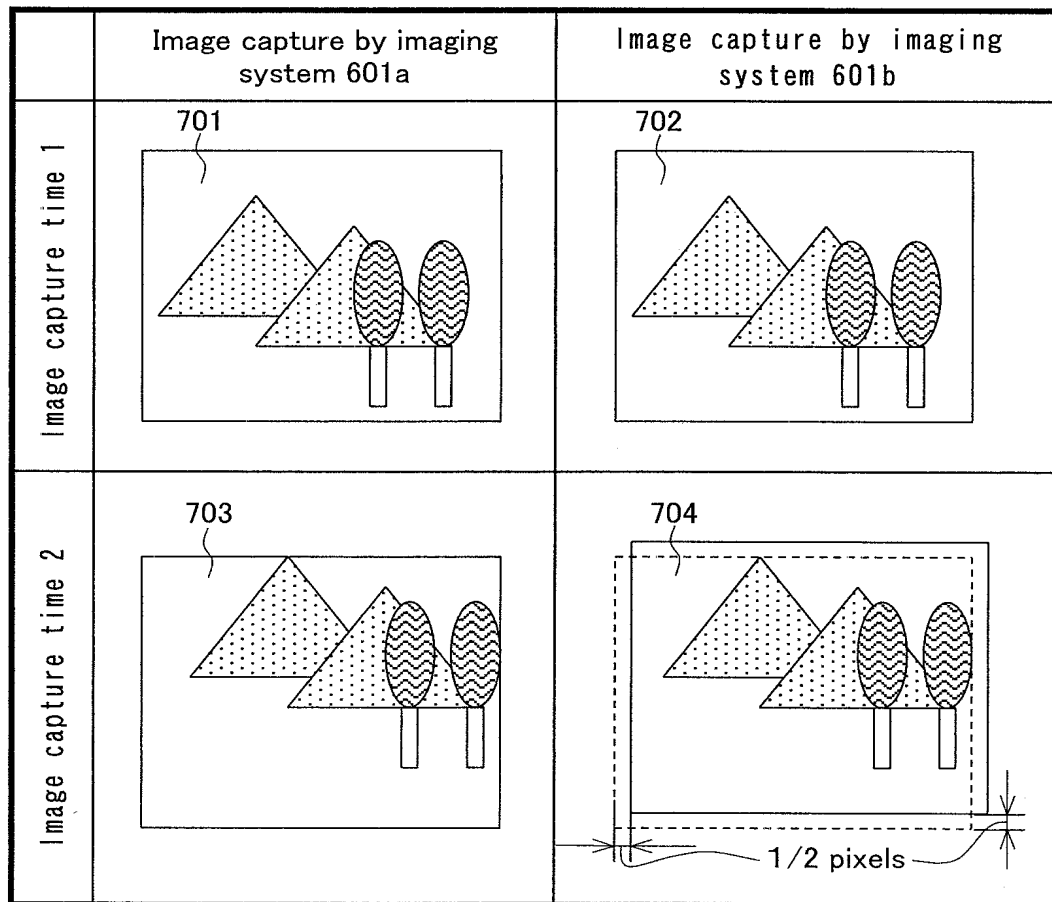 Image capture by imaging
system 601a
Image capture by imaging
system 601b
Image capture time 1
701
702
Image capture time 2
703
704
1/2 pixels